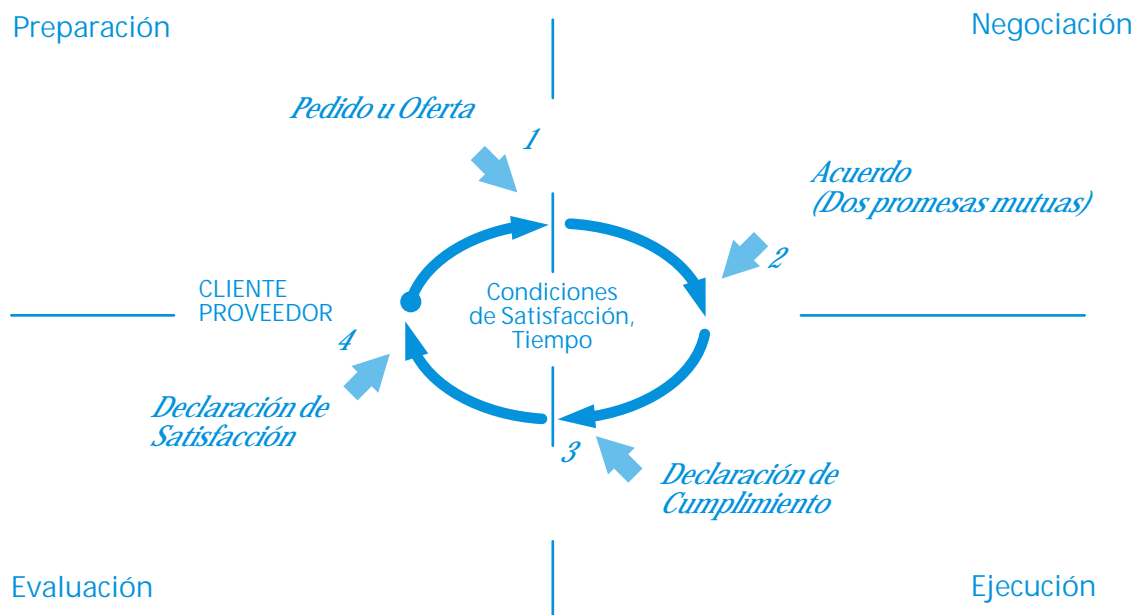 Preparación
Negociación
Pedido u Oferta
1
Acuerdo
(Dos promesas mutuas)
2
CLIENTE
PROVEEDOR
Condiciones
de Satisfacción,
Tiempo
4
Declaración de
Satisfacción
3
Declaración de
Cumplimiento
Evaluación
Ejecución